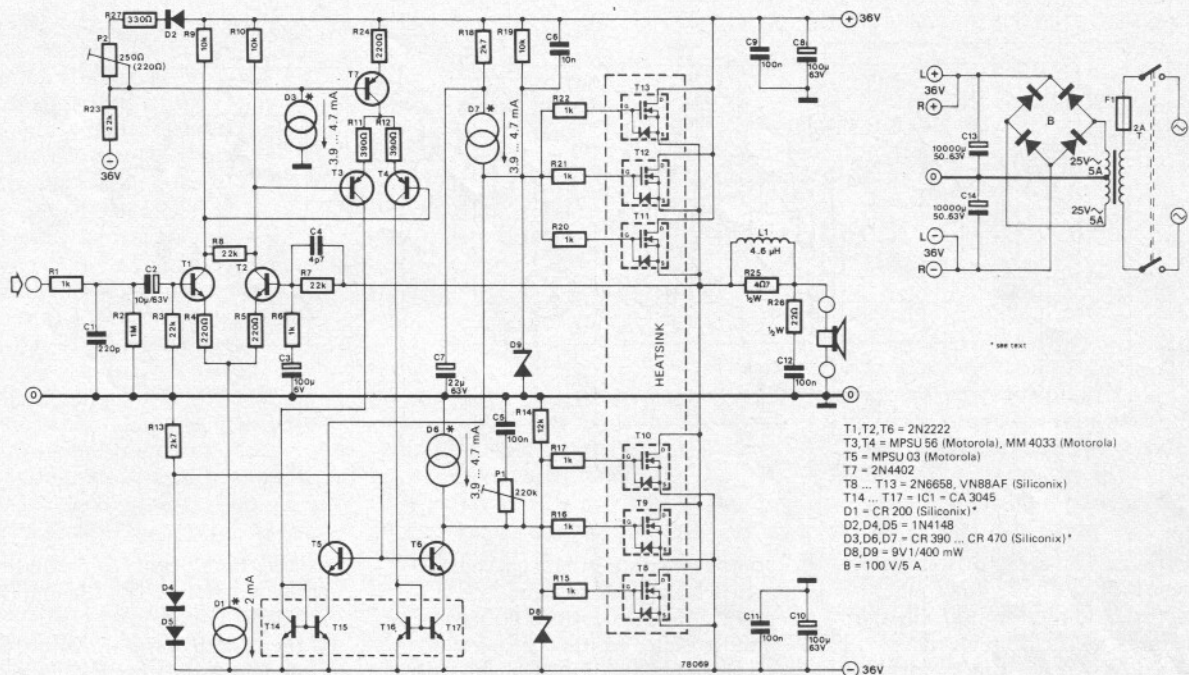 R27
330Ω
D2
R9
10k
R10
10k
R24
220Ω
R18
2k7
R19
10k
C6
10n
+ 36V
P2
250Ω
(220Ω)
R23
22k
− 36V
T7
D3 *
3.9 ... 4.7 mA
R11
390Ω
R12
390Ω
T3
T4
D7 *
3.9 ... 4.7 mA
R22
1k
T13
R21
1k
T12
R20
1k
T11
C9
100n
C8
100µ
63V
L +
36V
R +
C13
10000µ
50..63V
0
C14
10000µ
50..63V
L −
36V
R −
B
F1
2A
T
25V~
5A
25V~
5A
R1
1k
C1
220p
R2
1M
C2
10µ/63V
R3
22k
T1
R8
22k
T2
R4
220Ω
R5
220Ω
C4
4p7
R7
22k
R6
1k
C3
100µ
6V
L1
4.6 µH
R25
4Ω7
½W
R26
22Ω
½W
C12
100n
HEATSINK
* see text
0
0
C7
22µ
63V
D9
D6 *
3.9 ... 4.7 mA
C5
100n
R14
12k
P1
220k
R13
2k7
R17
1k
T10
R16
1k
T9
R15
1k
T8
T5
T6
D4
D5
D1 *
2 mA
T14
T15
T16
T17
D8
C11
100n
C10
100µ
63V
78069
− 36V
T1, T2, T6 = 2N2222
T3, T4 = MPSU 56 (Motorola), MM 4033 (Motorola)
T5 = MPSU 03 (Motorola)
T7 = 2N4402
T8 ... T13 = 2N6658, VN88AF (Siliconix)
T14 ... T17 = IC1 = CA 3045
D1 = CR 200 (Siliconix)*
D2, D4, D5 = 1N4148
D3, D6, D7 = CR 390 ... CR 470 (Siliconix)*
D8, D9 = 9V1/400 mW
B = 100 V/5 A